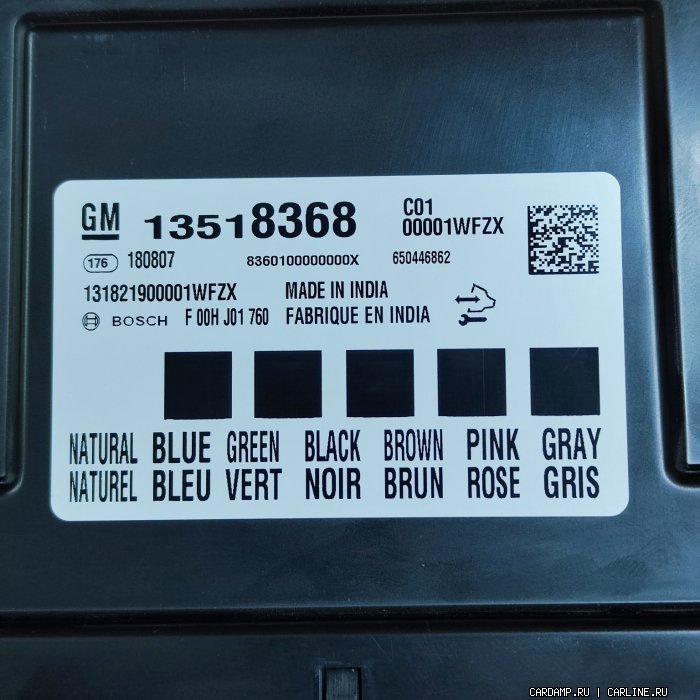 GM 13518368 C01
00001WFZX
176 180807 8360100000000X 650446862
131821900001WFZX MADE IN INDIA
BOSCH F 00H J01 760 FABRIQUE EN INDIA
NATURAL BLUE GREEN BLACK BROWN PINK GRAY
NATUREL BLEU VERT NOIR BRUN ROSE GRIS
CARDAMP.RU | CARLINE.RU